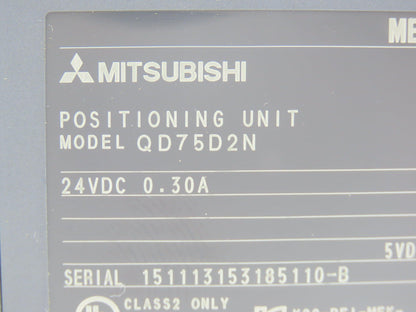 ME
MITSUBISHI
POSITIONING UNIT
MODEL QD75D2N
24VDC 0.30A
5VD
SERIAL 151113153185110-B
CLASS2 ONLY